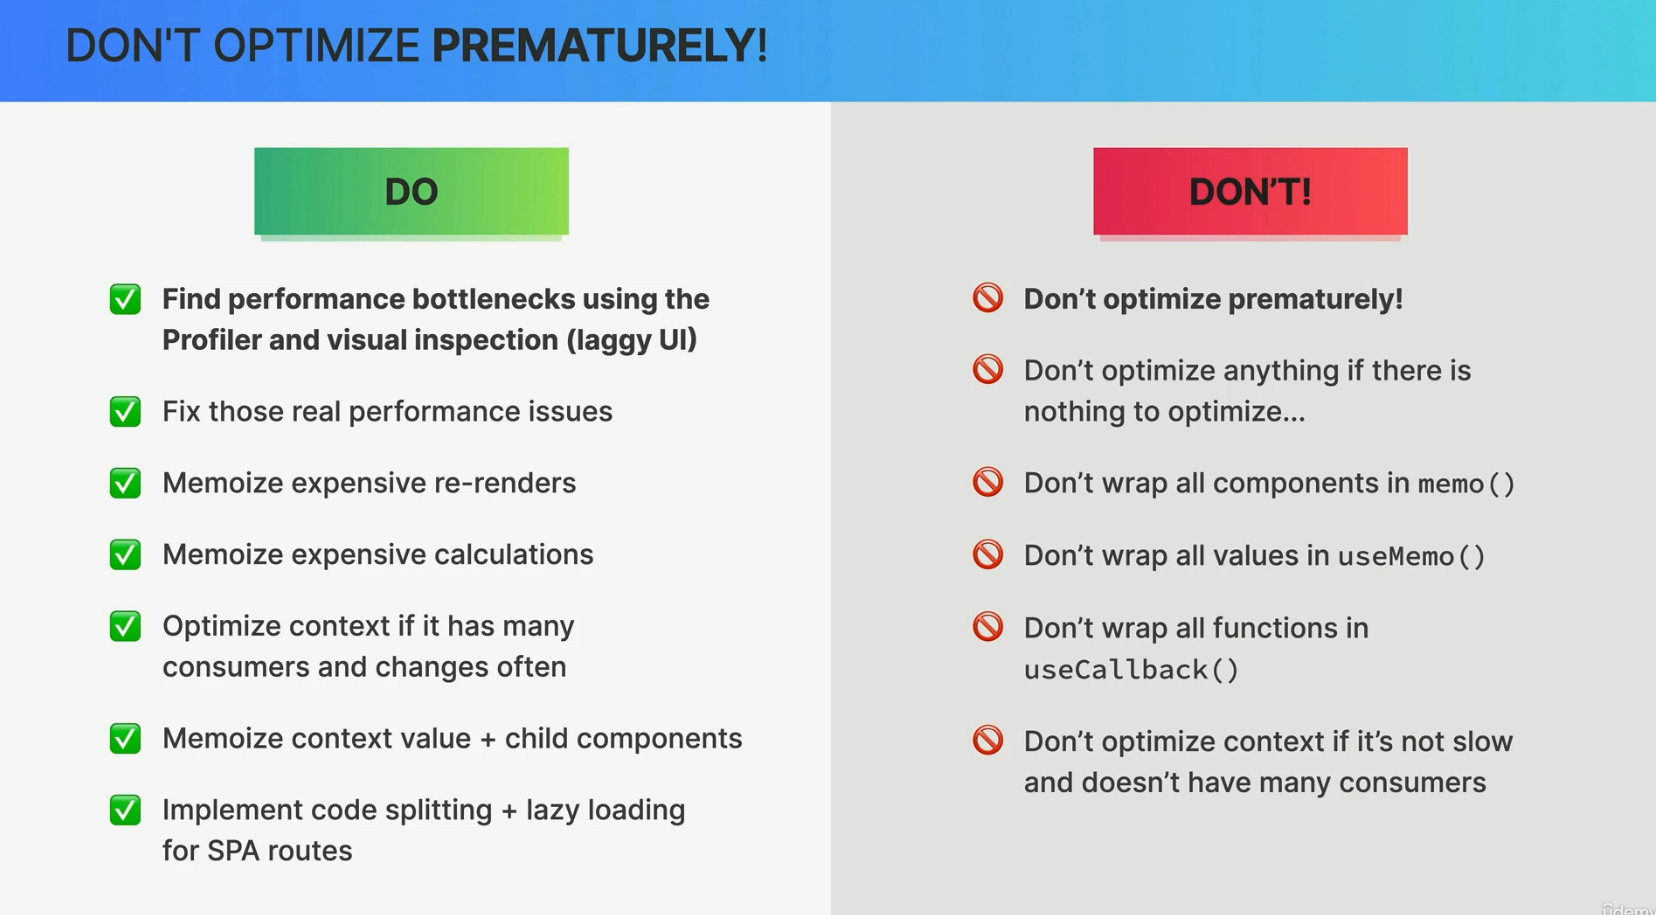 DON'T OPTIMIZE PREMATURELY!
DO
Find performance bottlenecks using the
Profiler and visual inspection (laggy UI)
Fix those real performance issues
Memoize expensive re-renders
Memoize expensive calculations
Optimize context if it has many
consumers and changes often
Memoize context value + child components
Implement code splitting + lazy loading
for SPA routes
DON’T!
Don’t optimize prematurely!
Don’t optimize anything if there is
nothing to optimize...
Don’t wrap all components in memo()
Don’t wrap all values in useMemo()
Don’t wrap all functions in
useCallback()
Don’t optimize context if it’s not slow
and doesn’t have many consumers
ûdemy